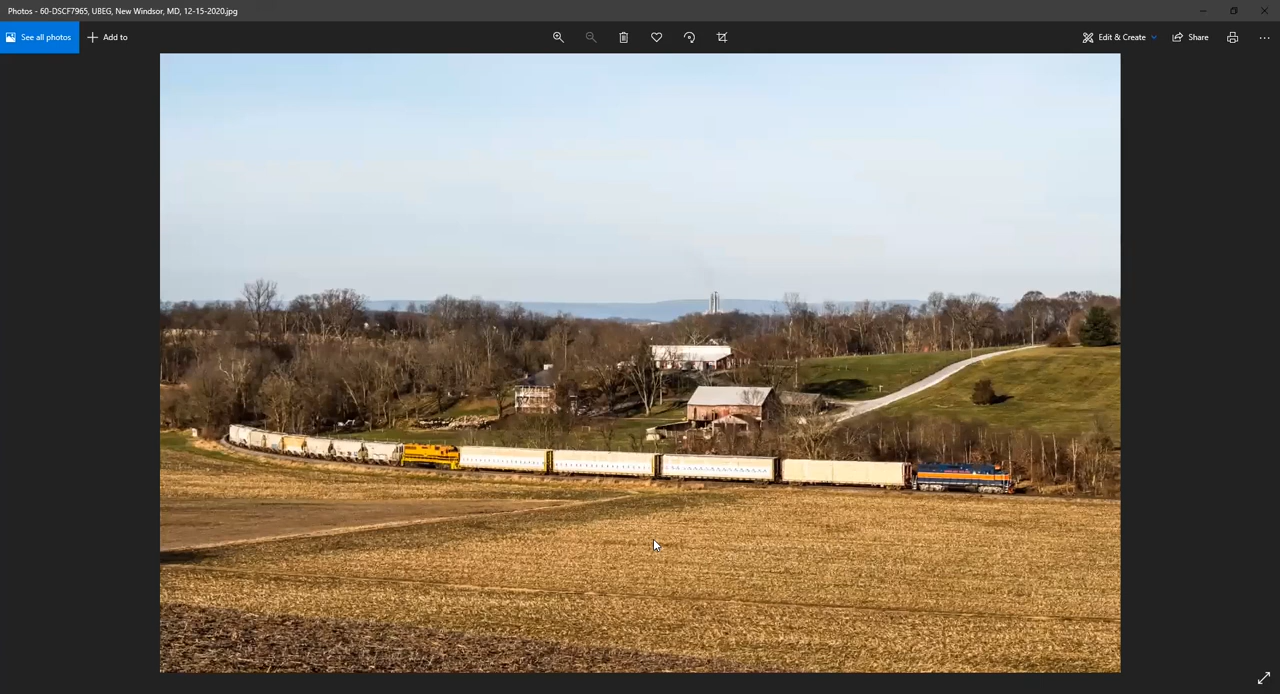 Photos - 60-DSCF7965, UBEG, New Windsor, MD, 12-15-2020.jpg
See all photos
Add to
Edit & Create
Share